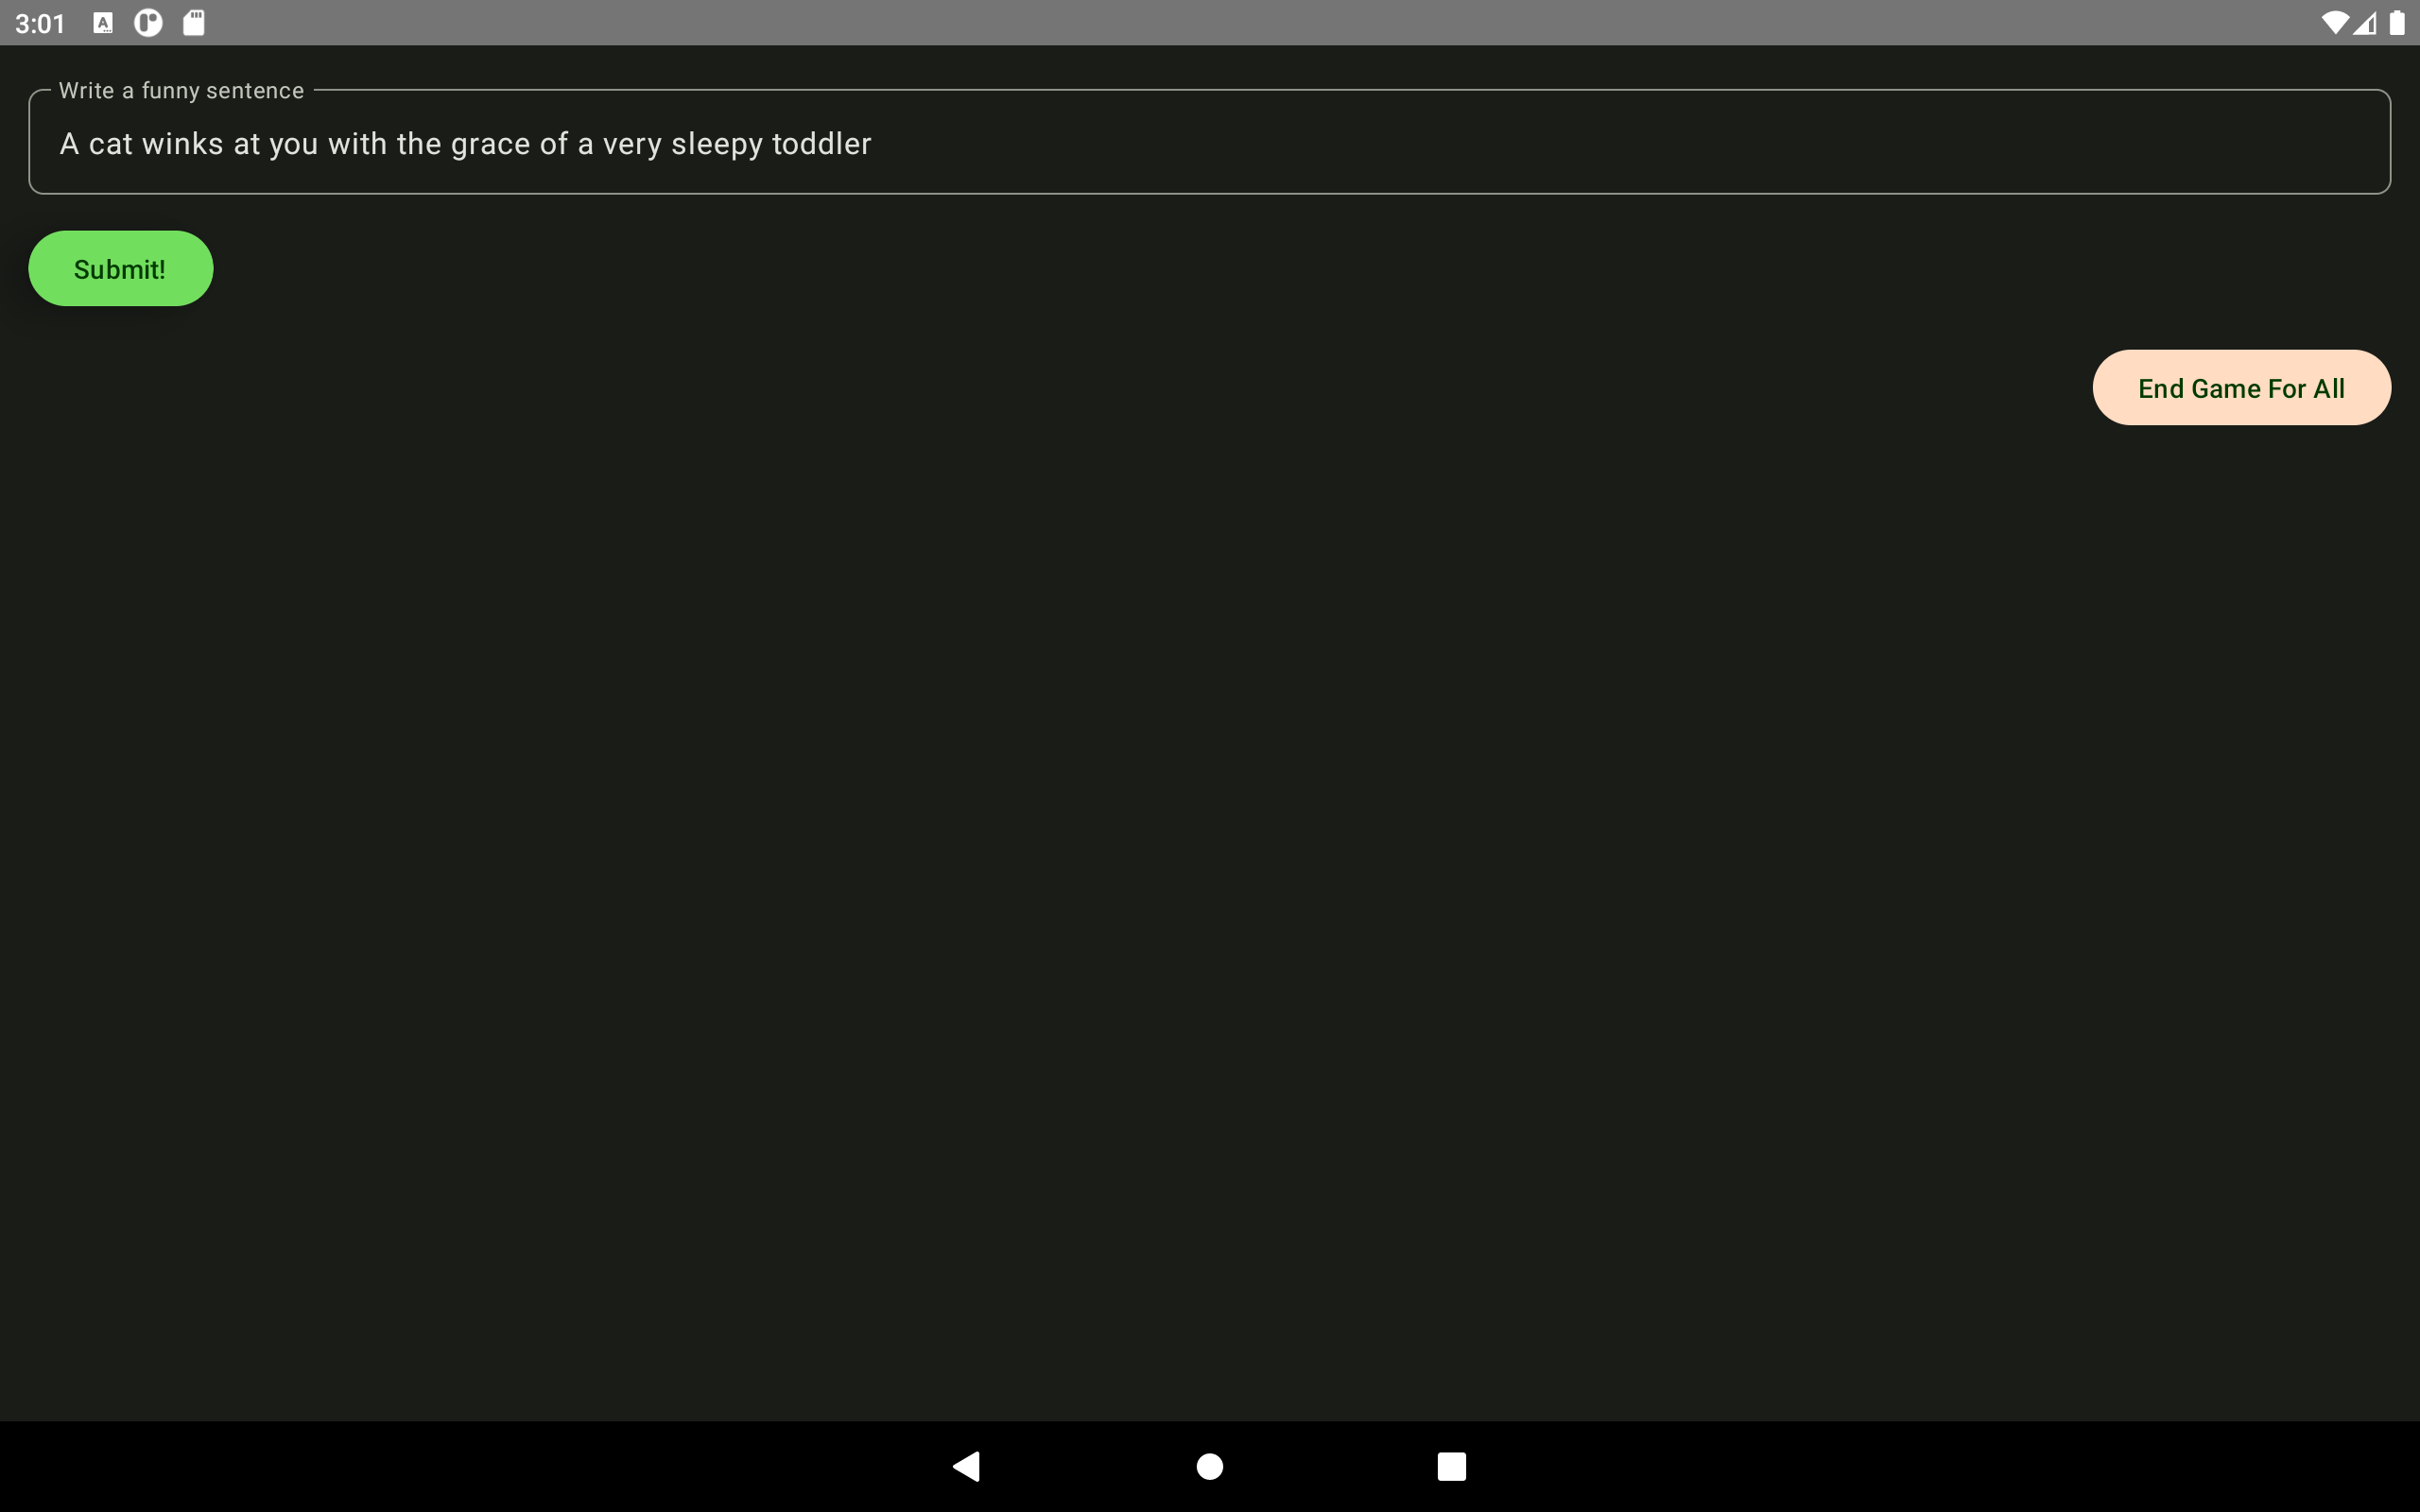 3:01
Write a funny sentence
A cat winks at you with the grace of a very sleepy toddler
Submit!
End Game For All